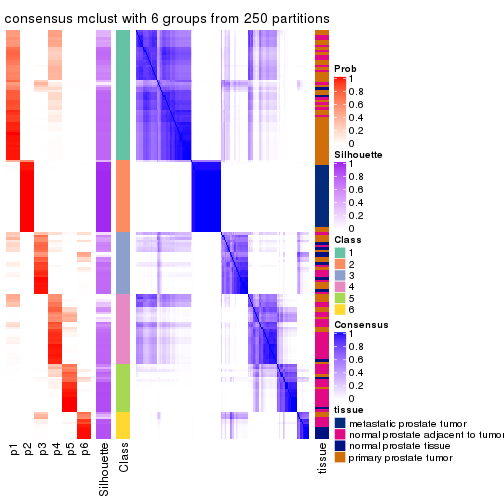 consensus mclust with 6 groups from 250 partitions
Prob
1
0.8
0.6
0.4
0.2
0
Silhouette
1
0.8
0.6
0.4
0.2
0
Class
1
2
3
4
5
6
Consensus
1
0.8
0.6
0.4
0.2
0
tissue
metastatic prostate tumor
normal prostate adjacent to tumor
normal prostate tissue
primary prostate tumor
p1
p2
p3
p4
p5
p6
Silhouette
Class
tissue